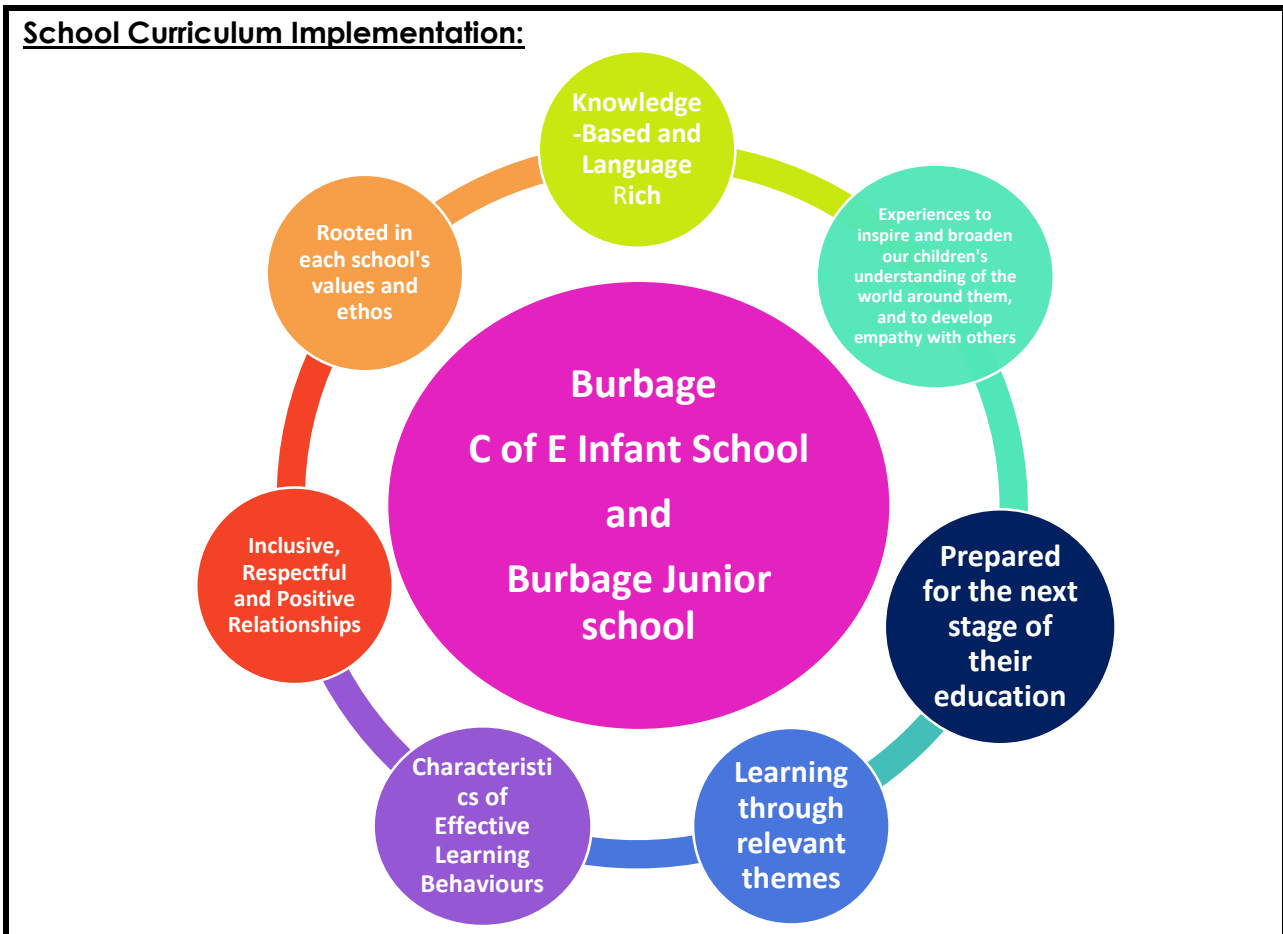 School Curriculum Implementation:
Knowledge
-Based and
Language
Rich
Experiences to
inspire and broaden
our children's
understanding of the
world around them,
and to develop
empathy with others
Prepared
for the next
stage of
their
education
Learning
through
relevant
themes
Characteristi
cs of
Effective
Learning
Behaviours
Inclusive,
Respectful
and Positive
Relationships
Rooted in
each school's
values and
ethos
Burbage
C of E Infant School
and
Burbage Junior
school